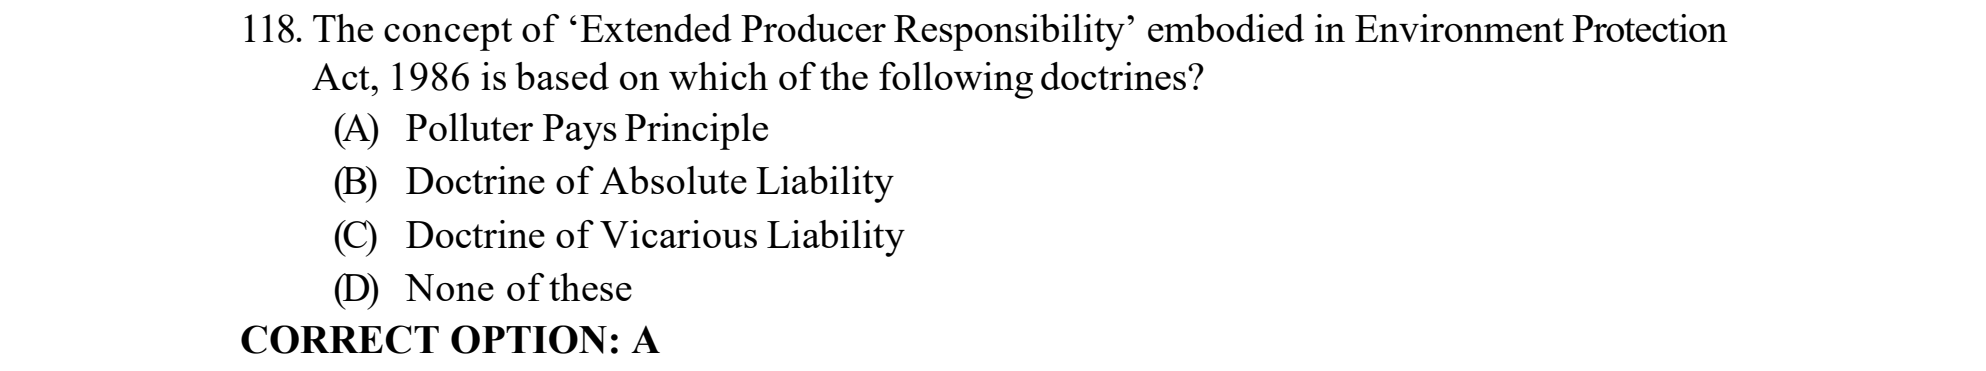 118. The concept of ‘Extended Producer Responsibility’ embodied in Environment Protection
Act, 1986 is based on which of the following doctrines?
(A) Polluter Pays Principle
(B) Doctrine of Absolute Liability
(C) Doctrine of Vicarious Liability
(D) None of these
CORRECT OPTION: A